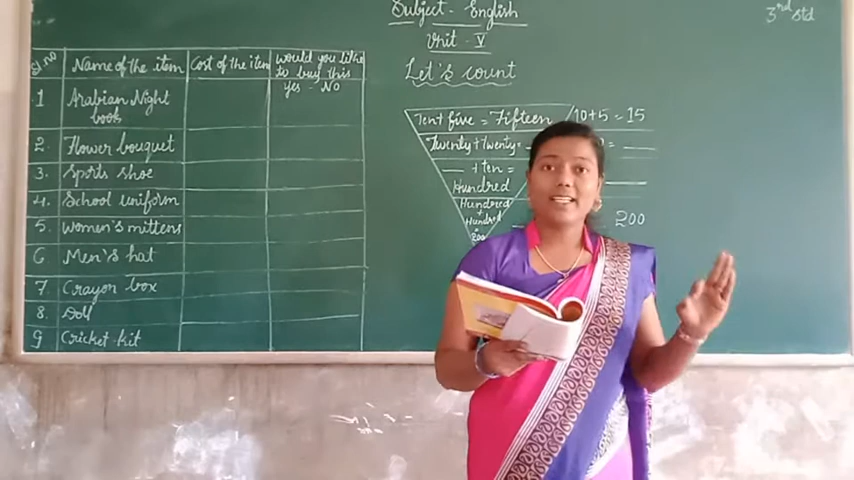 Subject - English
3rd std
Unit - V
Let's count
Sl no Name of the item Cost of the item would you like to buy this
Yes - No
1 Arabian Night book
2. Flower bouquet
3. Sports shoe
4. School uniform
5. Women's mittens
6 Men's hat
7 Crayon box
8. Doll
9 Cricket kit
Ten + five = Fifteen 10+5 = 15
Twenty + Twenty =
+ ten =
Hundred
Hundred
+
Hundred
200
200